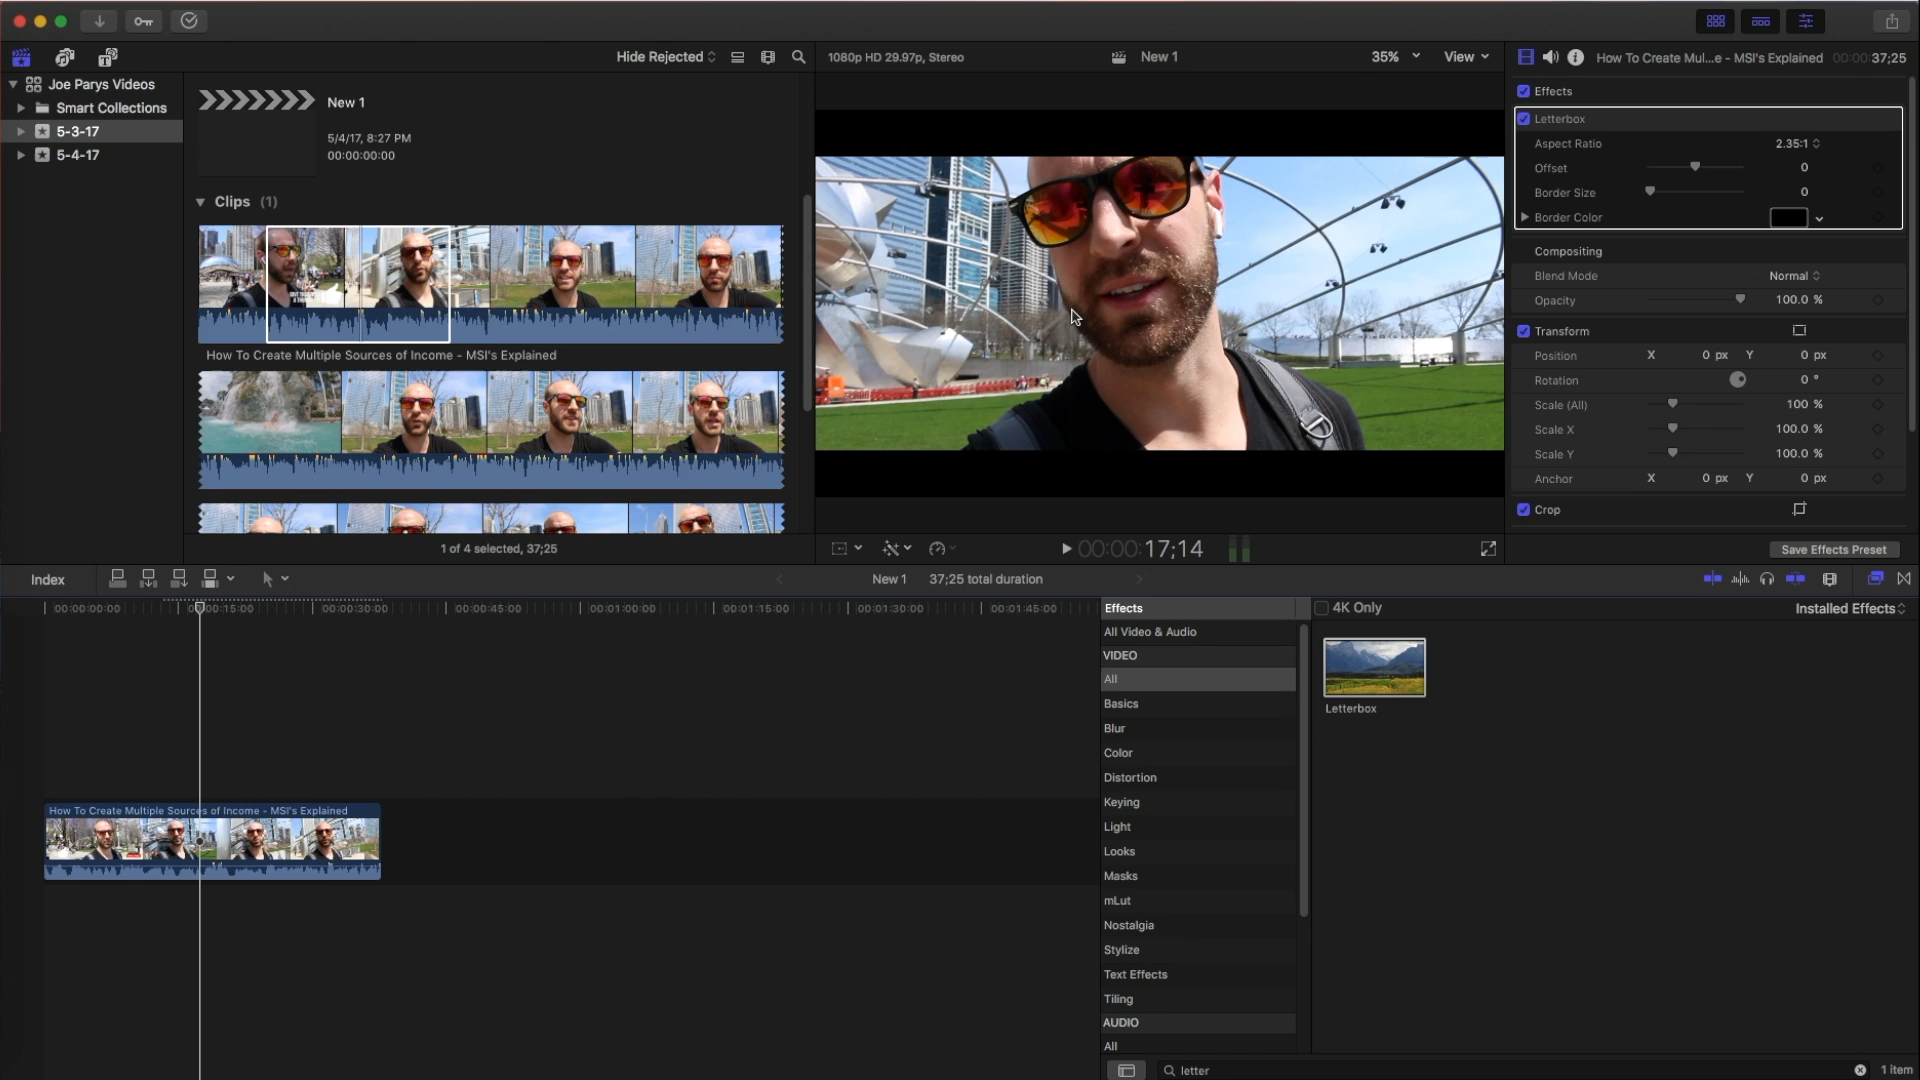 Hide Rejected
1080p HD 29.97p, Stereo
New 1
35%
View
How To Create Mul...e - MSI's Explained
00:00:37;25
Joe Parys Videos
Smart Collections
5-3-17
5-4-17
New 1
5/4/17, 8:27 PM
00:00:00:00
Clips (1)
How To Create Multiple Sources of Income - MSI's Explained
1 of 4 selected, 37;25
00:00:17;14
Effects
Letterbox
Aspect Ratio 2.35:1
Offset 0
Border Size 0
Border Color
Compositing
Blend Mode Normal
Opacity 100.0 %
Transform
Position X 0 px Y 0 px
Rotation 0 °
Scale (All) 100 %
Scale X 100.0 %
Scale Y 100.0 %
Anchor X 0 px Y 0 px
Crop
Save Effects Preset
Index
New 1 37;25 total duration
00:00:00:00
00:00:15:00
00:00:30:00
00:00:45:00
00:01:00:00
00:01:15:00
00:01:30:00
00:01:45:00
How To Create Multiple Sources of Income - MSI's Explained
Effects
4K Only
Installed Effects
All Video & Audio
VIDEO
All
Basics
Blur
Color
Distortion
Keying
Light
Looks
Masks
mLut
Nostalgia
Stylize
Text Effects
Tiling
AUDIO
All
Letterbox
letter
1 item